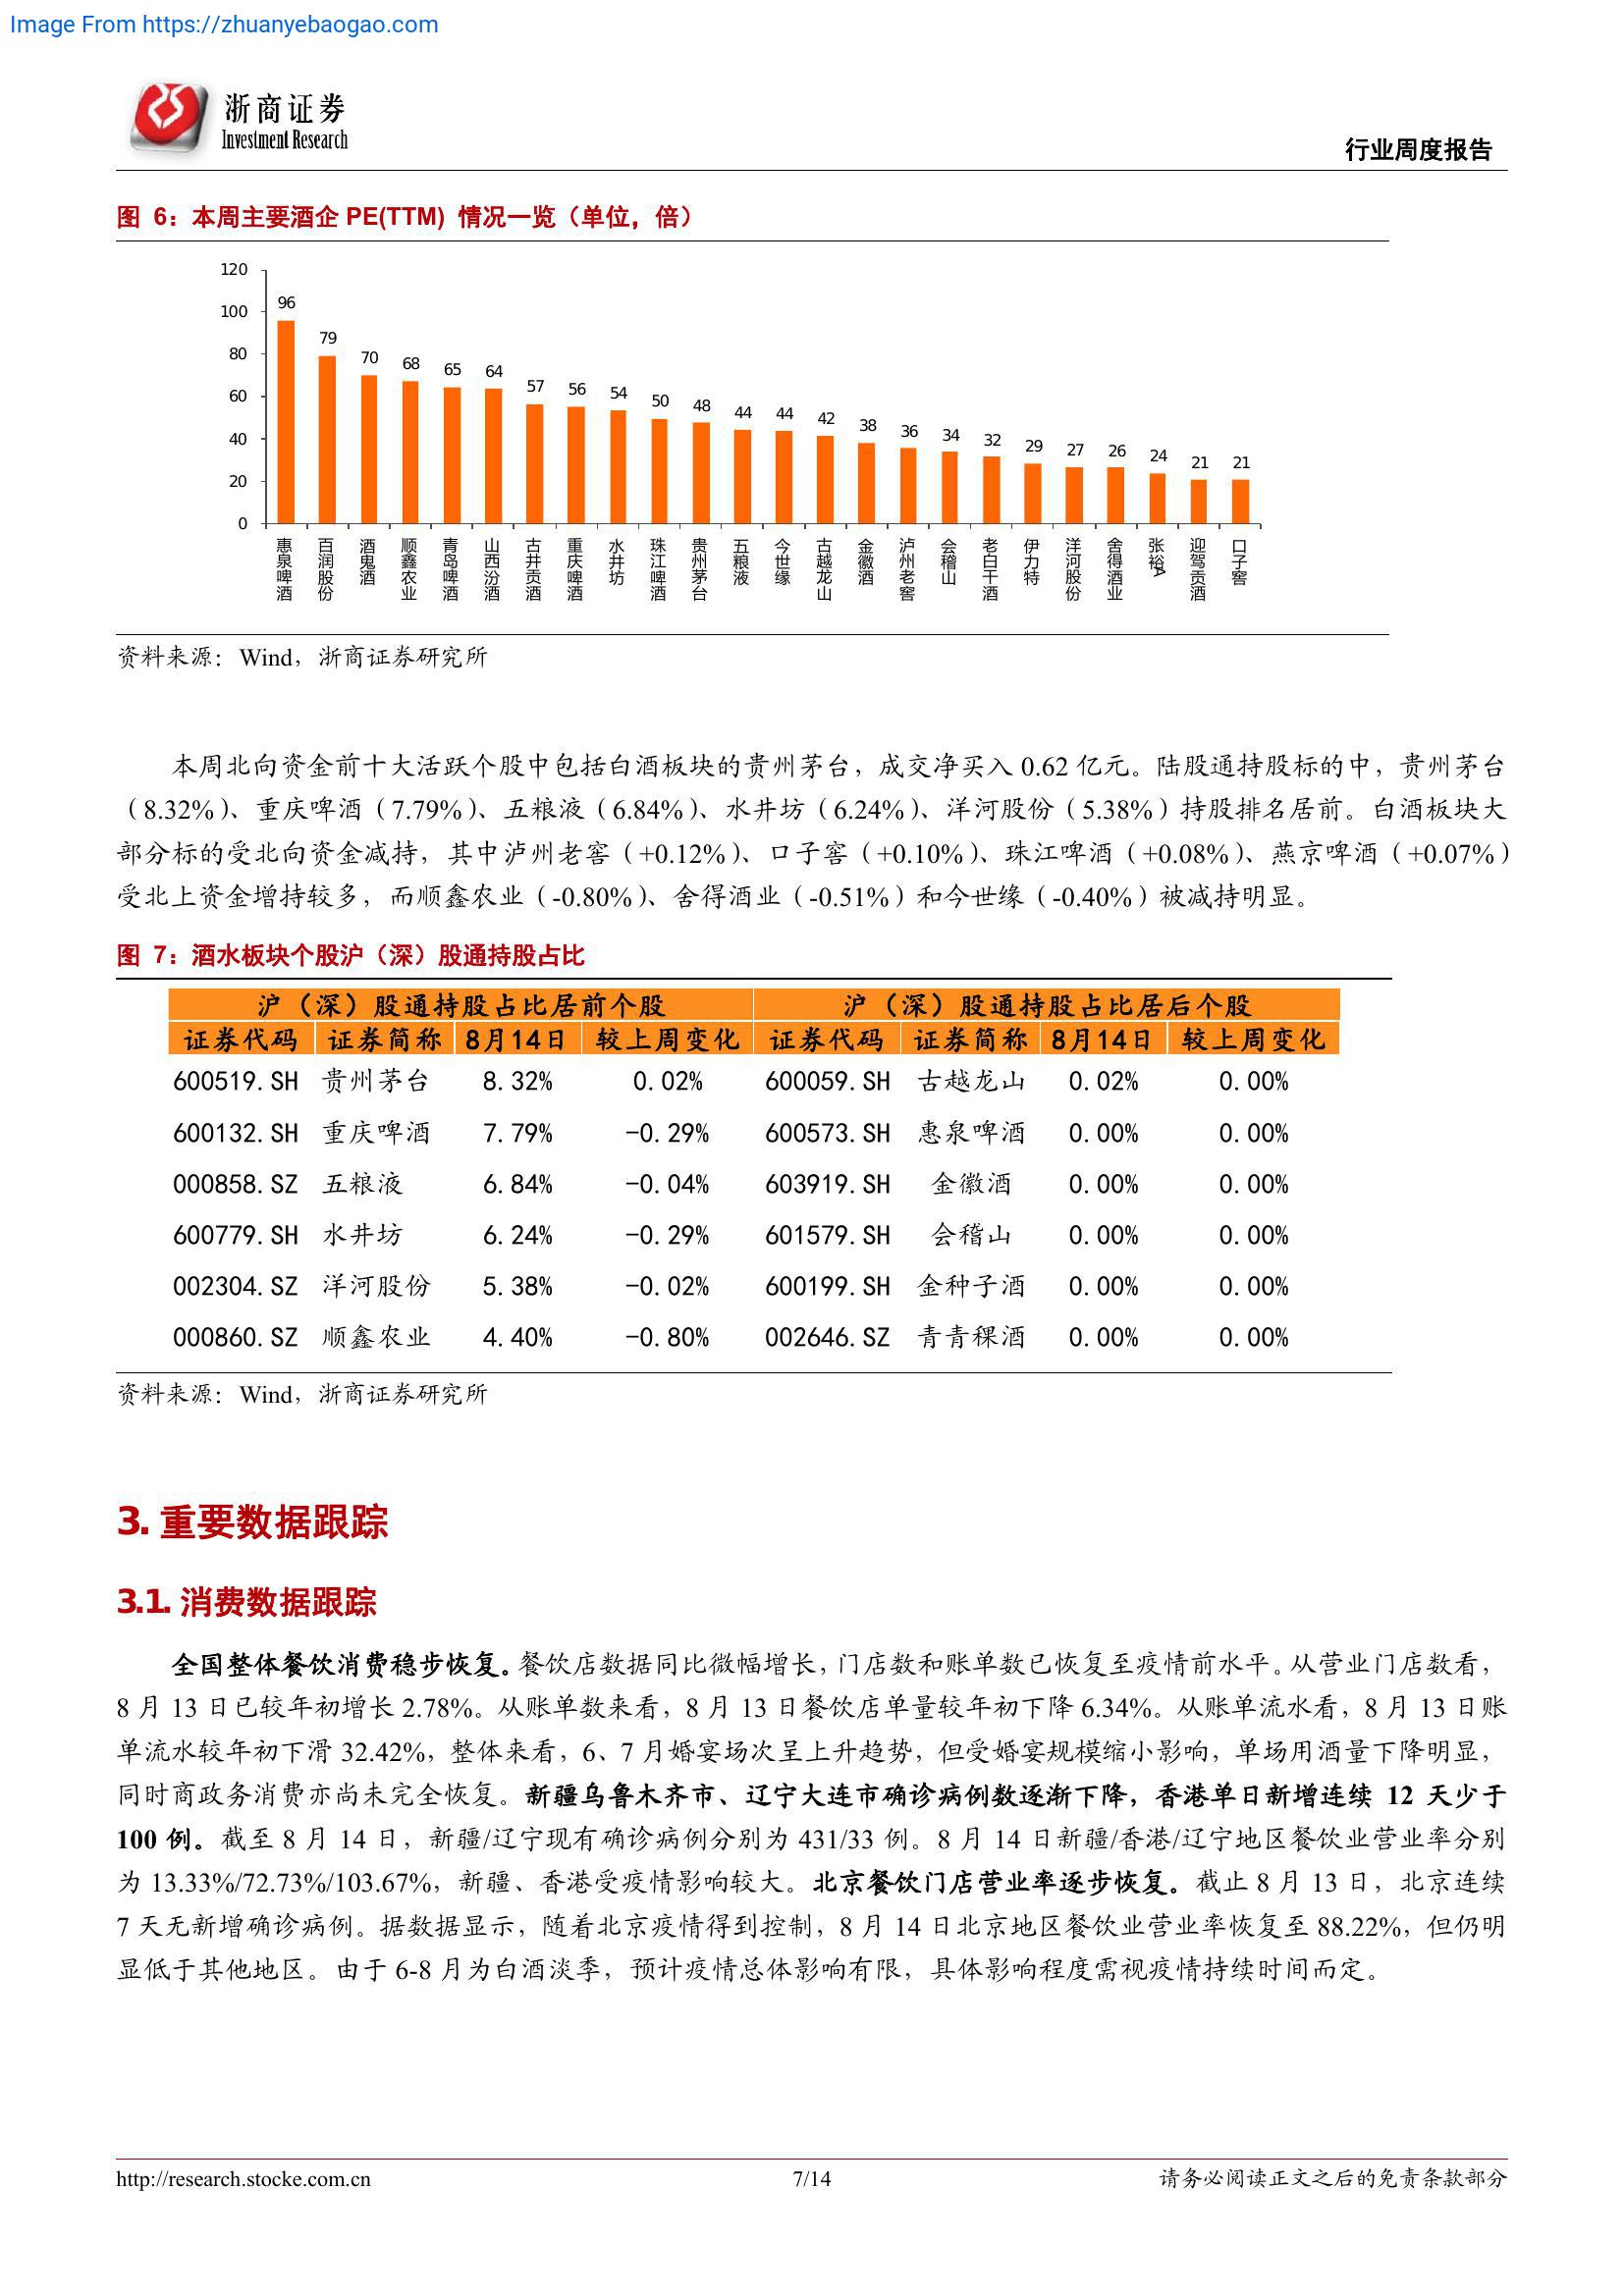 Image From https://zhuanyebaogao.com
浙商证券
Investment Research
行业周度报告
图 6：本周主要酒企 PE(TTM) 情况一览（单位，倍）
120
100
80
60
40
20
0
96 79 70 68 65 64 57 56 54 50 48 44 44 42 38 36 34 32 29 27 26 24 21 21
惠泉啤酒 百润股份 酒鬼酒 顺鑫农业 青岛啤酒 山西汾酒 古井贡酒 重庆啤酒 水井坊 珠江啤酒 贵州茅台 五粮液 今世缘 古越龙山 金徽酒 泸州老窖 会稽山 老白干酒 伊力特 洋河股份 舍得酒业 张裕A 迎驾贡酒 口子窖
资料来源：Wind，浙商证券研究所
本周北向资金前十大活跃个股中包括白酒板块的贵州茅台，成交净买入 0.62 亿元。陆股通持股标的中，贵州茅台
（8.32%）、重庆啤酒（7.79%）、五粮液（6.84%）、水井坊（6.24%）、洋河股份（5.38%）持股排名居前。白酒板块大
部分标的受北向资金减持，其中泸州老窖（+0.12%）、口子窖（+0.10%）、珠江啤酒（+0.08%）、燕京啤酒（+0.07%）
受北上资金增持较多，而顺鑫农业（-0.80%）、舍得酒业（-0.51%）和今世缘（-0.40%）被减持明显。
图 7：酒水板块个股沪（深）股通持股占比
沪（深）股通持股占比居前个股 沪（深）股通持股占比居后个股
证券代码 证券简称 8月14日 较上周变化 证券代码 证券简称 8月14日 较上周变化
600519.SH 贵州茅台 8.32% 0.02% 600059.SH 古越龙山 0.02% 0.00%
600132.SH 重庆啤酒 7.79% -0.29% 600573.SH 惠泉啤酒 0.00% 0.00%
000858.SZ 五粮液 6.84% -0.04% 603919.SH 金徽酒 0.00% 0.00%
600779.SH 水井坊 6.24% -0.29% 601579.SH 会稽山 0.00% 0.00%
002304.SZ 洋河股份 5.38% -0.02% 600199.SH 金种子酒 0.00% 0.00%
000860.SZ 顺鑫农业 4.40% -0.80% 002646.SZ 青青稞酒 0.00% 0.00%
资料来源：Wind，浙商证券研究所
3. 重要数据跟踪
3.1. 消费数据跟踪
全国整体餐饮消费稳步恢复。餐饮店数据同比微幅增长，门店数和账单数已恢复至疫情前水平。从营业门店数看，
8 月 13 日已较年初增长 2.78%。从账单数来看，8 月 13 日餐饮店单量较年初下降 6.34%。从账单流水看，8 月 13 日账
单流水较年初下滑 32.42%，整体来看，6、7 月婚宴场次呈上升趋势，但受婚宴规模缩小影响，单场用酒量下降明显，
同时商政务消费亦尚未完全恢复。新疆乌鲁木齐市、辽宁大连市确诊病例数逐渐下降，香港单日新增连续 12 天少于
100 例。截至 8 月 14 日，新疆/辽宁现有确诊病例分别为 431/33 例。8 月 14 日新疆/香港/辽宁地区餐饮业营业率分别
为 13.33%/72.73%/103.67%，新疆、香港受疫情影响较大。北京餐饮门店营业率逐步恢复。截止 8 月 13 日，北京连续
7 天无新增确诊病例。据数据显示，随着北京疫情得到控制，8 月 14 日北京地区餐饮业营业率恢复至 88.22%，但仍明
显低于其他地区。由于 6-8 月为白酒淡季，预计疫情总体影响有限，具体影响程度需视疫情持续时间而定。
http://research.stocke.com.cn
7/14
请务必阅读正文之后的免责条款部分